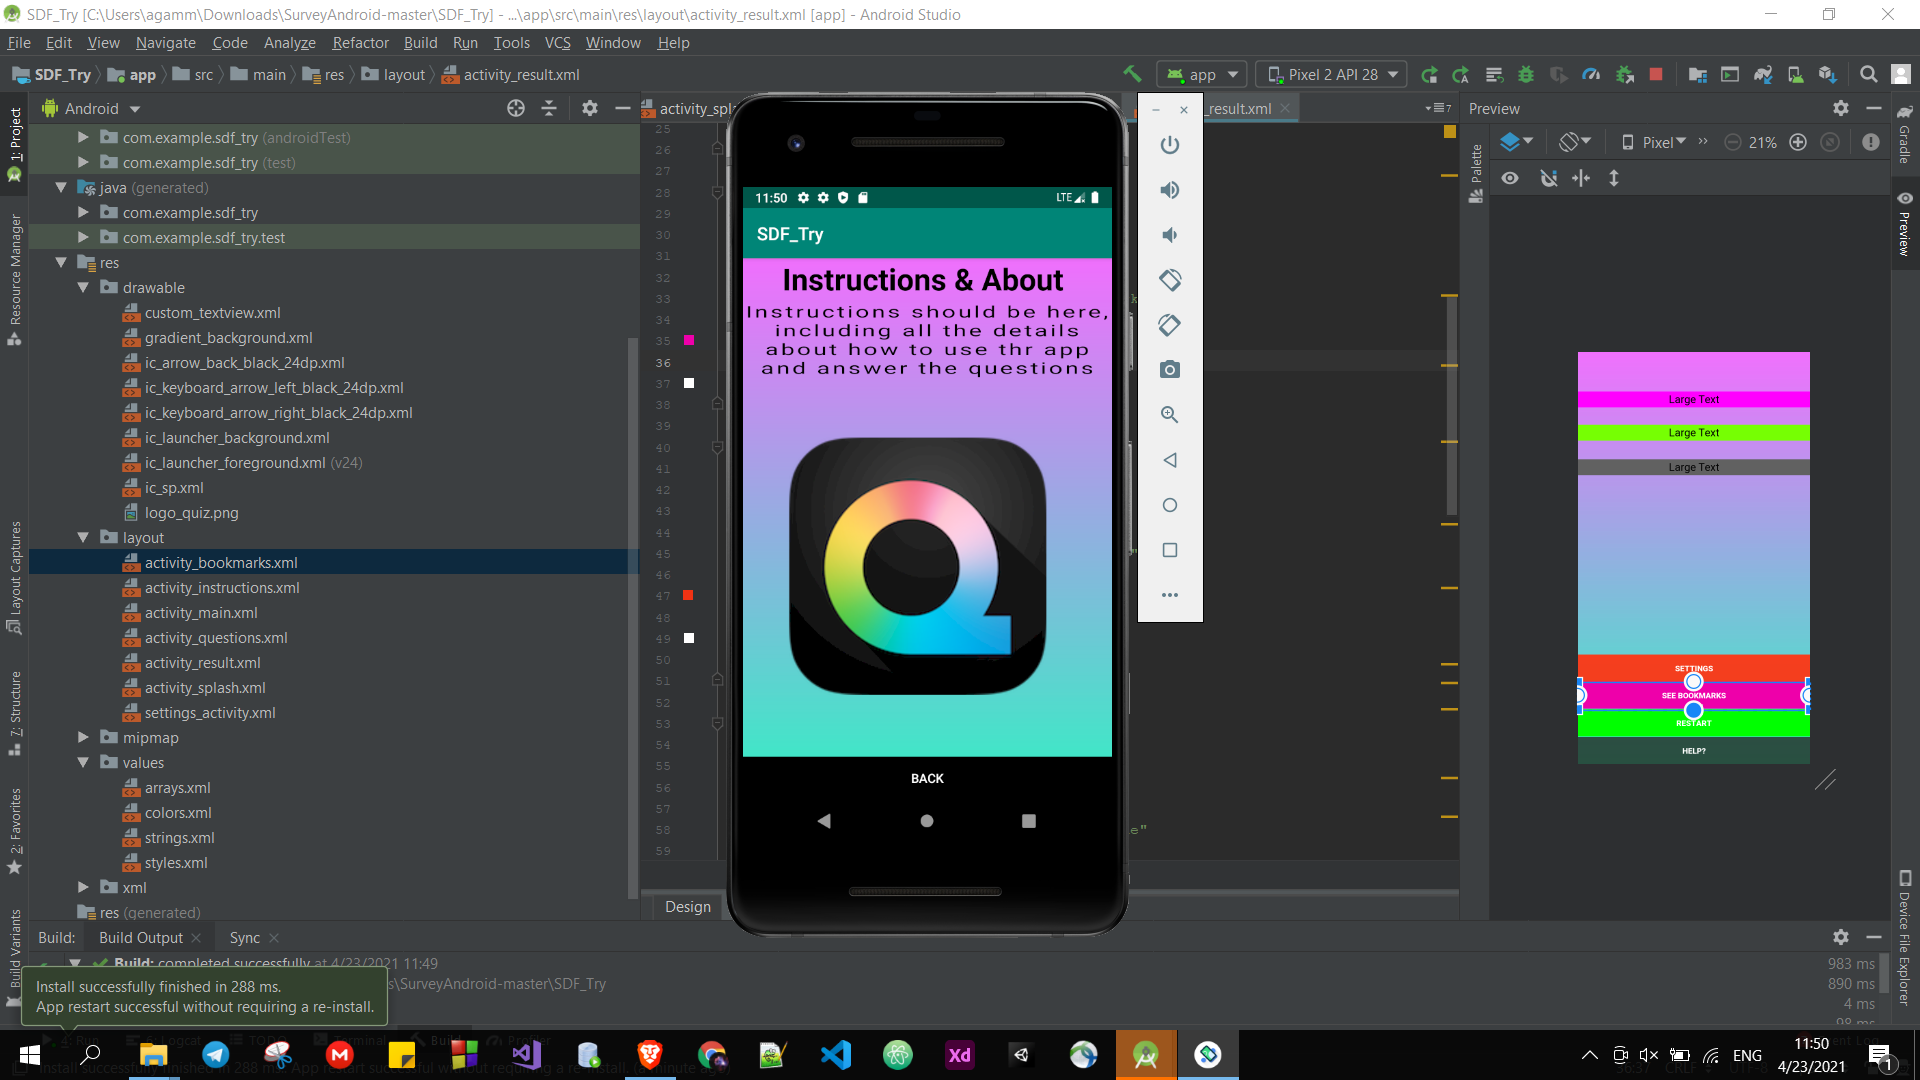 SDF_Try [C:\Users\agamm\Downloads\SurveyAndroid-master\SDF_Try] - ...\app\src\main\res\layout\activity_result.xml [app] - Android Studio
File Edit View Navigate Code Analyze Refactor Build Run Tools VCS Window Help
SDF_Try app src main res layout activity_result.xml
app Pixel 2 API 28
Android
activity_spl
_result.xml
7
Preview
1: Project
Resource Manager
Layout Captures
7: Structure
2: Favorites
Build Variants
com.example.sdf_try (androidTest)
com.example.sdf_try (test)
java (generated)
com.example.sdf_try
com.example.sdf_try.test
res
drawable
custom_textview.xml
gradient_background.xml
ic_arrow_back_black_24dp.xml
ic_keyboard_arrow_left_black_24dp.xml
ic_keyboard_arrow_right_black_24dp.xml
ic_launcher_background.xml
ic_launcher_foreground.xml (v24)
ic_sp.xml
logo_quiz.png
layout
activity_bookmarks.xml
activity_instructions.xml
activity_main.xml
activity_questions.xml
activity_result.xml
activity_splash.xml
settings_activity.xml
mipmap
values
arrays.xml
colors.xml
strings.xml
styles.xml
xml
res (generated)
25
26
27
28
29
30
31
32
33
34
35
36
37
38
39
40
41
42
43
44
45
46
47
48
49
50
51
52
53
54
55
56
57
58
59
k
"
e"
Design
11:50
LTE
SDF_Try
Instructions & About
Instructions should be here,
including all the details
about how to use thr app
and answer the questions
BACK
Palette
Pixel
21%
Large Text
Large Text
Large Text
SETTINGS
SEE BOOKMARKS
RESTART
HELP?
Gradle
Preview
Device File Explorer
Build: Build Output Sync
Build: completed successfully at 4/23/2021 11:49
s\SurveyAndroid-master\SDF_Try
983 ms
890 ms
4 ms
98 ms
Install successfully finished in 288 ms.
App restart successful without requiring a re-install.
Xd
ENG
11:50
4/23/2021
1